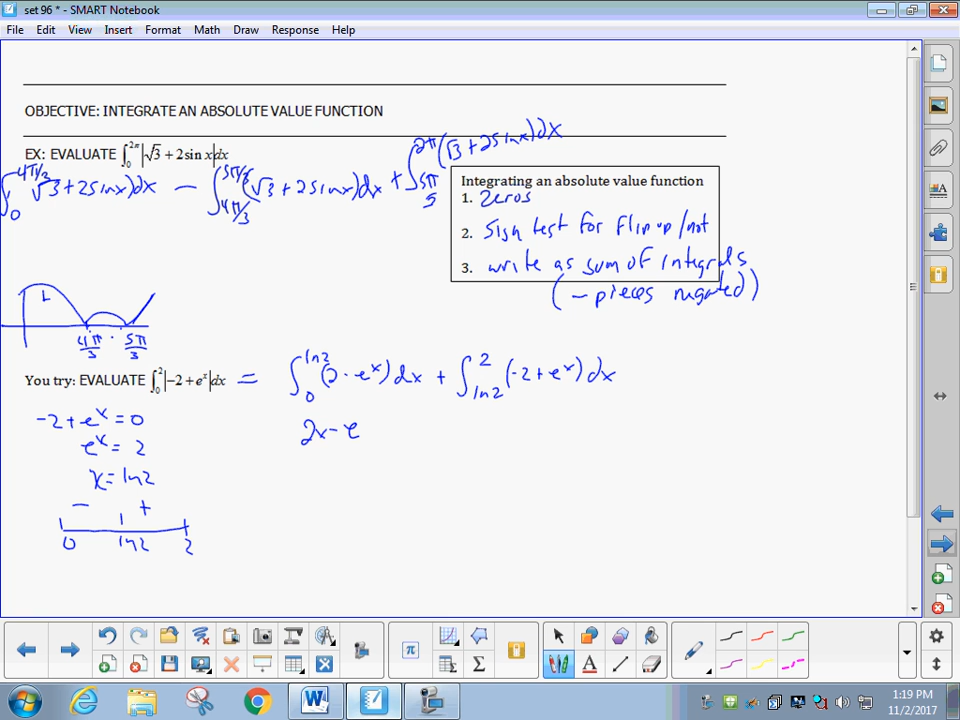 set 96 * - SMART Notebook
File Edit View Insert Format Math Draw Response Help
OBJECTIVE: INTEGRATE AN ABSOLUTE VALUE FUNCTION
EX: EVALUATE ∫₀^{2π} |√3 + 2sin x| dx
∫₀^{4π/3} √3 + 2sinx) dx − ∫_{4π/3}^{5π/3} (√3 + 2sinx) dx + ∫_{5π/5}^{2π} (√3 + 2sinx) dx
Integrating an absolute value function
1. Zeros
2. Sign test for flip up/not
3. write as sum of integrals
(− pieces negated)
4π/3 5π/3
You try: EVALUATE ∫₀² |−2 + eˣ| dx = ∫₀^{ln2} (2 - eˣ) dx + ∫_{ln2}^{2} (-2 + eˣ) dx
-2 + eˣ = 0
2x - e
eˣ = 2
x = ln2
− +
0 ln2 2
1:19 PM
11/2/2017